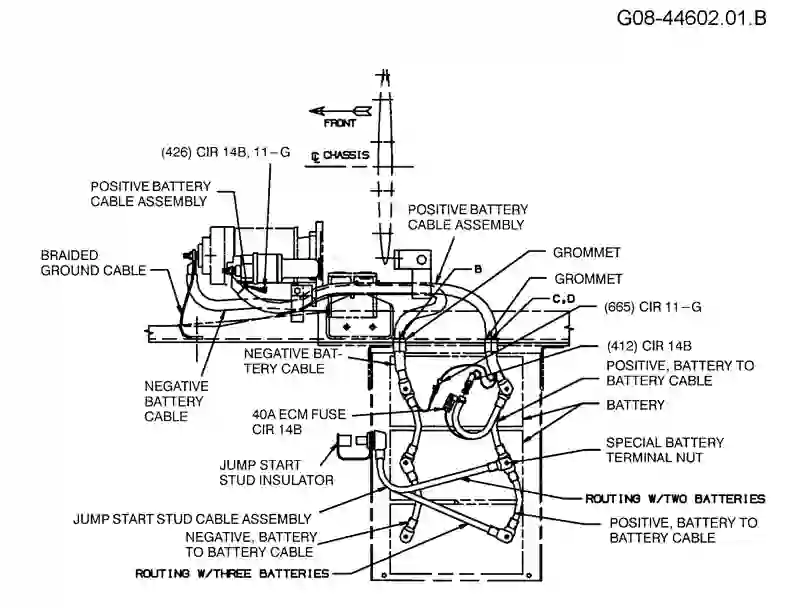 G08-44602.01.B
FRONT
(426) CIR 14B, 11-G
℄ CHASSIS
POSITIVE BATTERY
CABLE ASSEMBLY
POSITIVE BATTERY
CABLE ASSEMBLY
BRAIDED
GROUND CABLE
GROMMET
B
GROMMET
C,D
(665) CIR 11-G
(412) CIR 14B
NEGATIVE BAT-
TERY CABLE
POSITIVE, BATTERY TO
BATTERY CABLE
NEGATIVE
BATTERY
CABLE
BATTERY
40A ECM FUSE
CIR 14B
SPECIAL BATTERY
TERMINAL NUT
JUMP START
STUD INSULATOR
ROUTING W/TWO BATTERIES
JUMP START STUD CABLE ASSEMBLY
POSITIVE, BATTERY TO
BATTERY CABLE
NEGATIVE, BATTERY
TO BATTERY CABLE
ROUTING W/THREE BATTERIES